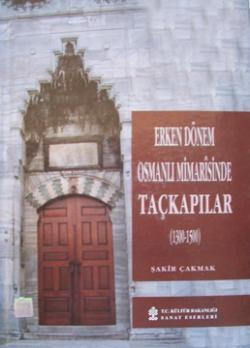 ERKEN DÖNEM
OSMANLI MİMARİSİNDE
TAÇKAPILAR
(1300-1500)
ŞAKİR ÇAKMAK
T.C. KÜLTÜR BAKANLIĞI
SANAT ESERLERİ